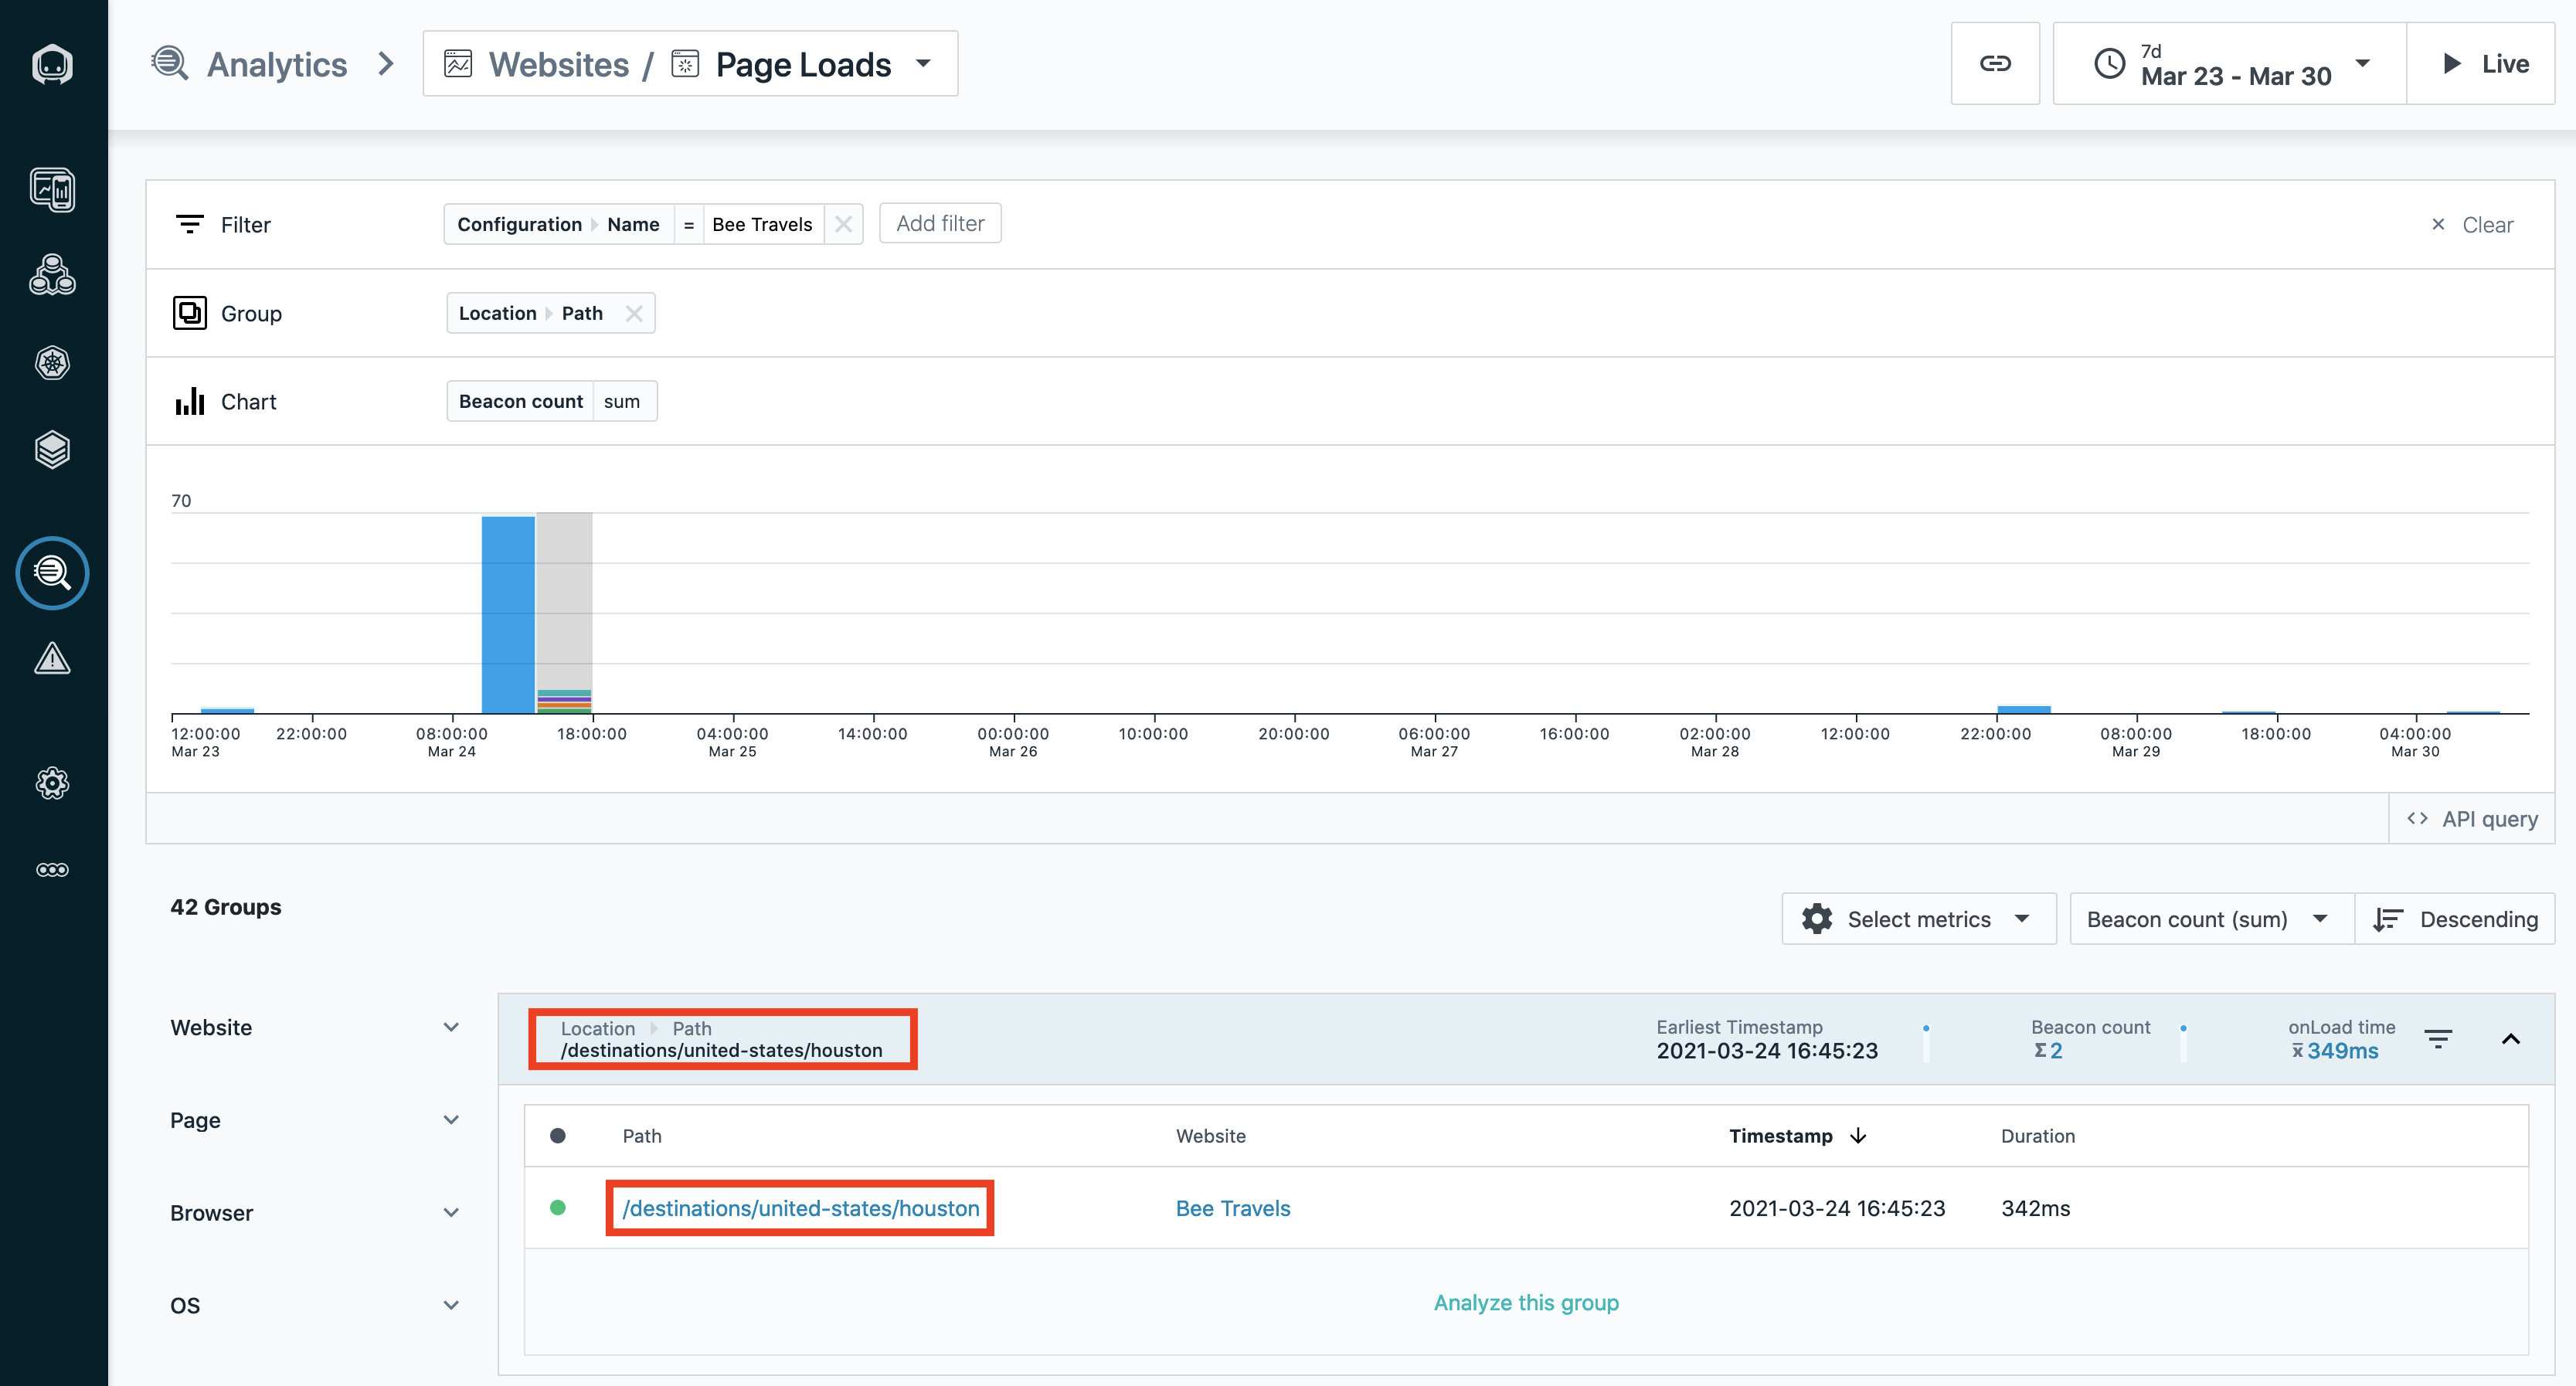 Analytics
Websites / Page Loads
7d
Mar 23 - Mar 30
Live
Filter
Configuration Name = Bee Travels
Add filter
Clear
Group
Location Path
Chart
Beacon count sum
70
12:00:00 22:00:00 08:00:00 18:00:00 04:00:00 14:00:00 00:00:00 10:00:00 20:00:00 06:00:00 16:00:00 02:00:00 12:00:00 22:00:00 08:00:00 18:00:00 04:00:00
Mar 23 Mar 24 Mar 25 Mar 26 Mar 27 Mar 28 Mar 29 Mar 30
<> API query
42 Groups
Select metrics
Beacon count (sum)
Descending
Website
Page
Browser
OS
Location Path
/destinations/united-states/houston
Earliest Timestamp
2021-03-24 16:45:23
Beacon count
Σ 2
onLoad time
x̅ 349ms
Path Website Timestamp Duration
/destinations/united-states/houston Bee Travels 2021-03-24 16:45:23 342ms
Analyze this group